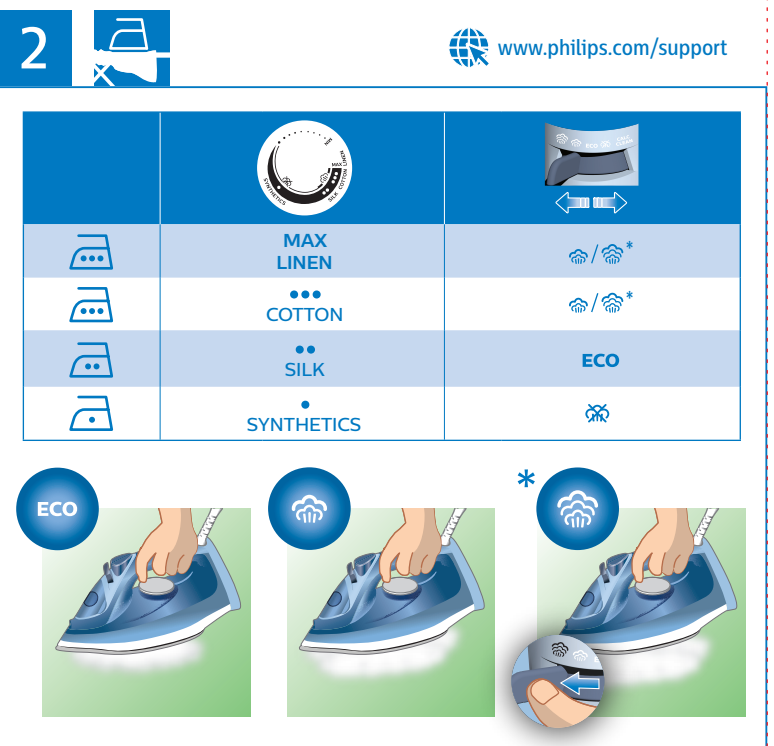 2
www.philips.com/support
MIN
MAX
LINEN
COTTON
SILK
SYNTHETICS
ECO
MAX
LINEN
/ *
●●●
COTTON
/ *
●●
SILK
ECO
●
SYNTHETICS
ECO
*